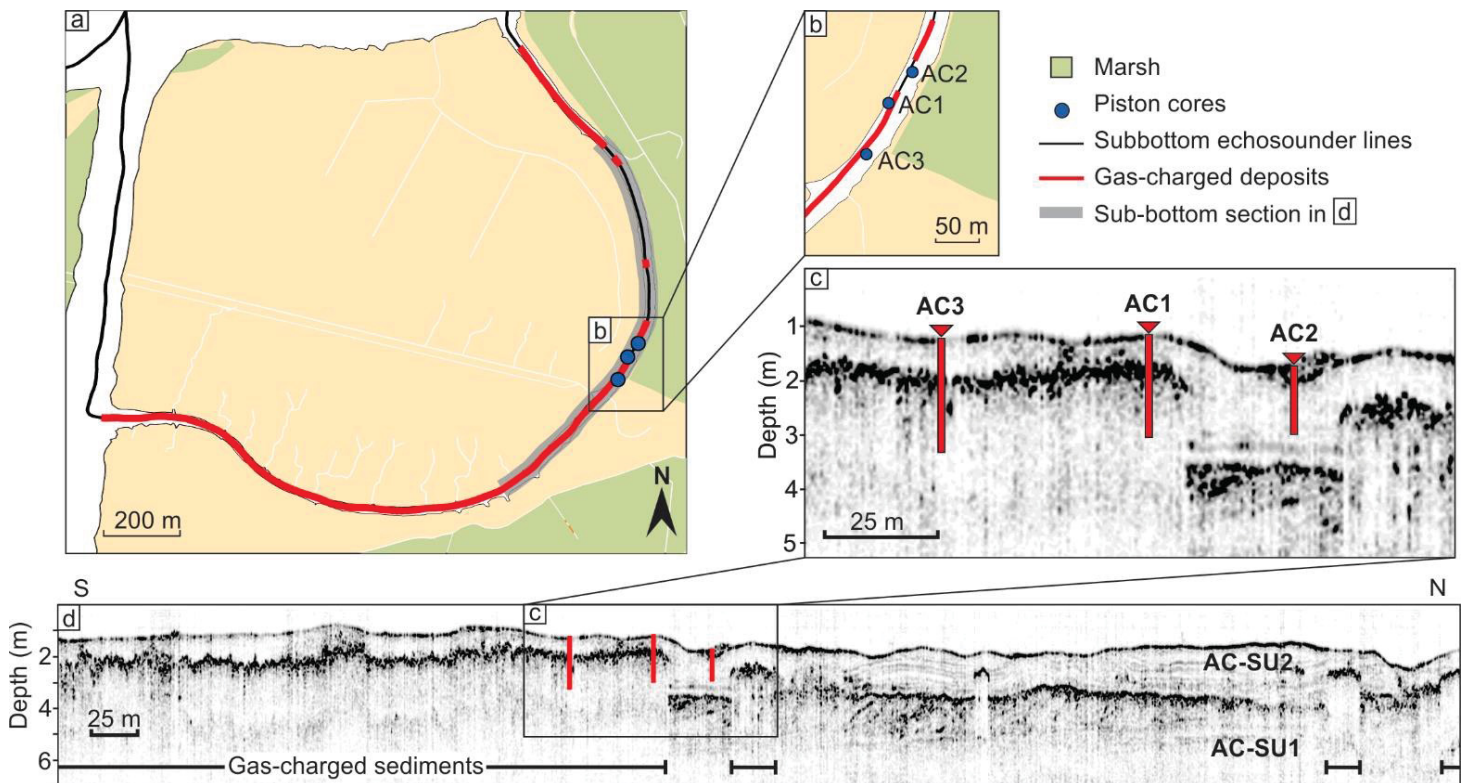 a
b
200 m
N
b
AC2
AC1
AC3
50 m
Marsh
Piston cores
Subbottom echosounder lines
Gas-charged deposits
Sub-bottom section in d
c
AC3
AC1
AC2
Depth (m)
1
2
3
4
5
25 m
S
N
d
c
Depth (m)
2
4
6
25 m
AC-SU2
AC-SU1
Gas-charged sediments